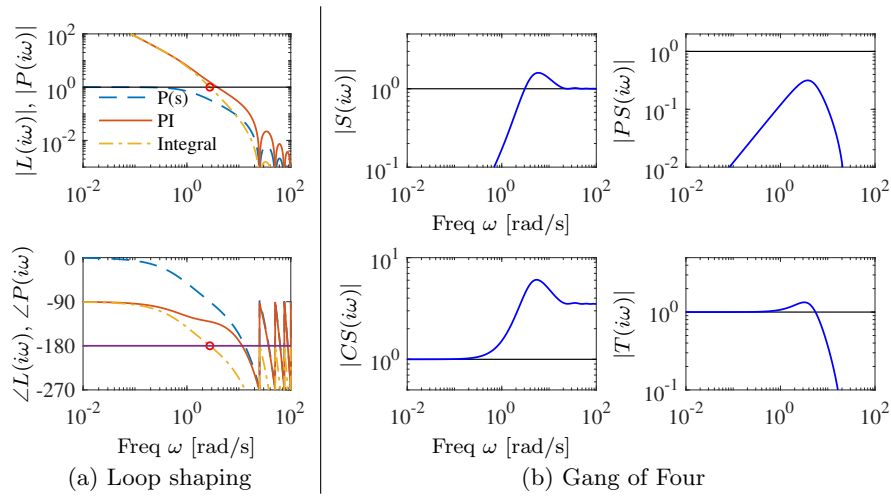 |L(iω)|, |P(iω)|
10^2
10^0
10^-2
P(s)
PI
Integral
10^-2
10^0
10^2
∠L(iω), ∠P(iω)
0
-90
-180
-270
10^-2
10^0
10^2
Freq ω [rad/s]
(a) Loop shaping
|S(iω)|
10^0
10^-1
10^-2
10^0
10^2
Freq ω [rad/s]
|PS(iω)|
10^0
10^-1
10^-2
10^-2
10^0
10^2
|CS(iω)|
10^1
10^0
10^-2
10^0
10^2
Freq ω [rad/s]
|T(iω)|
10^0
10^-1
10^-2
10^0
10^2
(b) Gang of Four